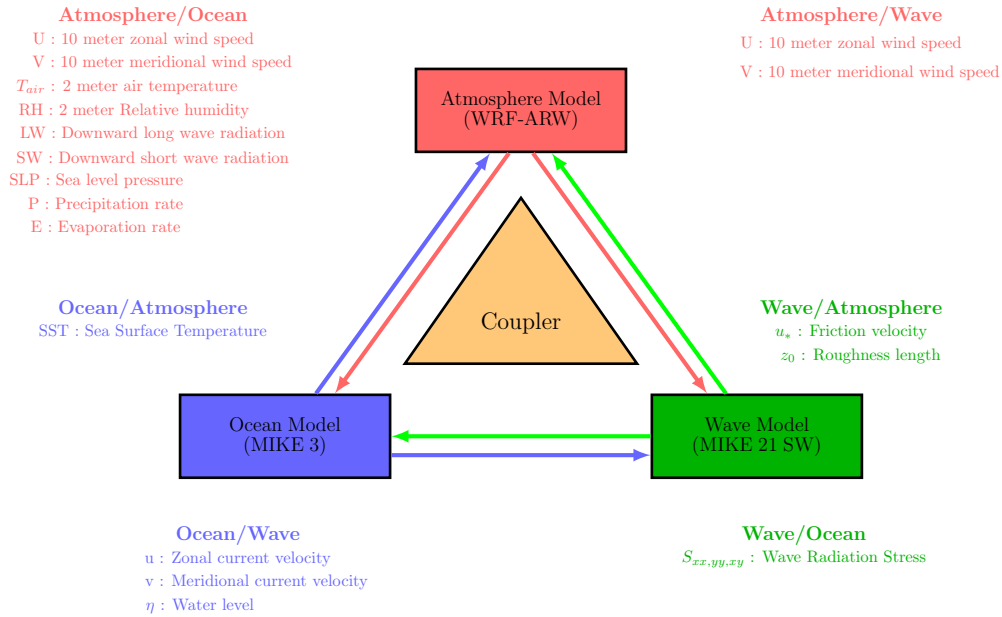 Atmosphere/Ocean
U : 10 meter zonal wind speed
V : 10 meter meridional wind speed
T_{air} : 2 meter air temperature
RH : 2 meter Relative humidity
LW : Downward long wave radiation
SW : Downward short wave radiation
SLP : Sea level pressure
P : Precipitation rate
E : Evaporation rate
Atmosphere/Wave
U : 10 meter zonal wind speed
V : 10 meter meridional wind speed
Atmosphere Model
(WRF-ARW)
Coupler
Ocean/Atmosphere
SST : Sea Surface Temperature
Wave/Atmosphere
u_* : Friction velocity
z_0 : Roughness length
Ocean Model
(MIKE 3)
Wave Model
(MIKE 21 SW)
Ocean/Wave
u : Zonal current velocity
v : Meridional current velocity
η : Water level
Wave/Ocean
S_{xx,yy,xy} : Wave Radiation Stress